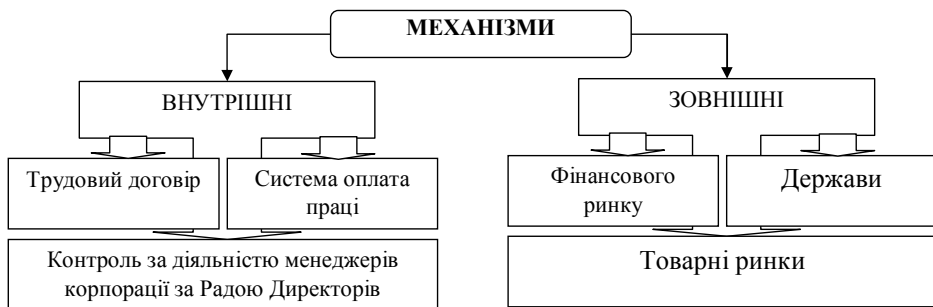 МЕХАНІЗМИ
ВНУТРІШНІ
ЗОВНІШНІ
Трудовий договір
Система оплата
праці
Фінансового
ринку
Держави
Контроль за діяльністю менеджерів
корпорації за Радою Директорів
Товарні ринки